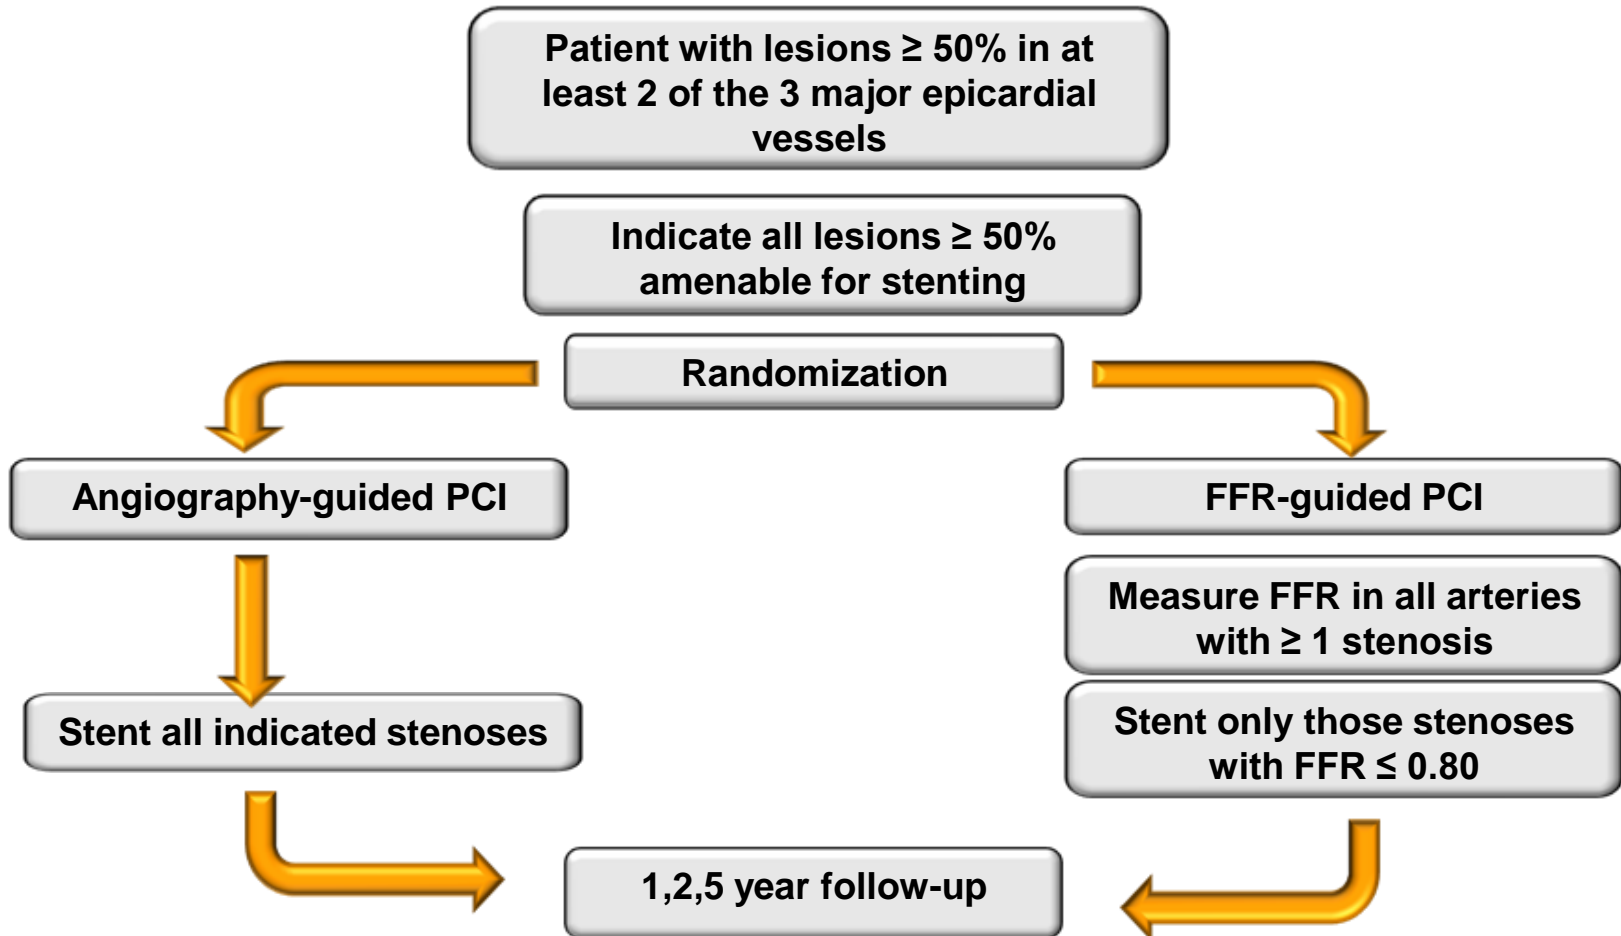 Patient with lesions ≥ 50% in at
least 2 of the 3 major epicardial
vessels
Indicate all lesions ≥ 50%
amenable for stenting
Randomization
Angiography-guided PCI
FFR-guided PCI
Measure FFR in all arteries
with ≥ 1 stenosis
Stent all indicated stenoses
Stent only those stenoses
with FFR ≤ 0.80
1,2,5 year follow-up